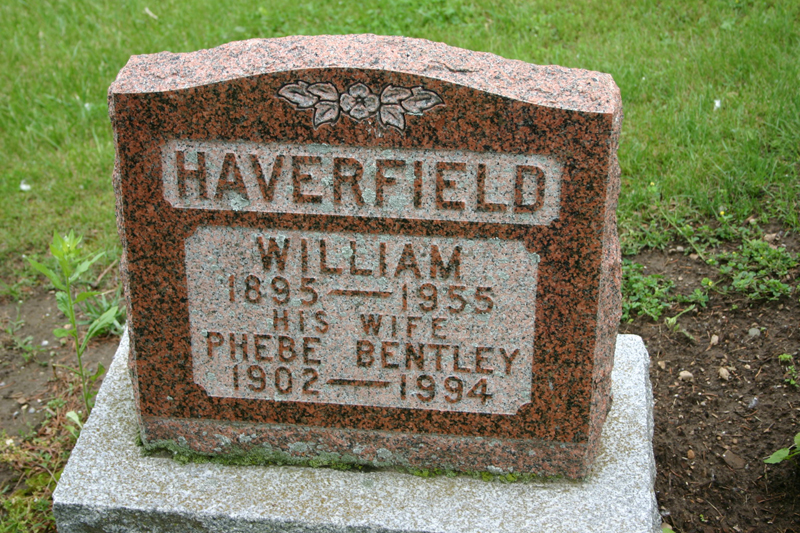 HAVERFIELD
WILLIAM
1895 — 1955
HIS WIFE
PHEBE BENTLEY
1902 — 1994